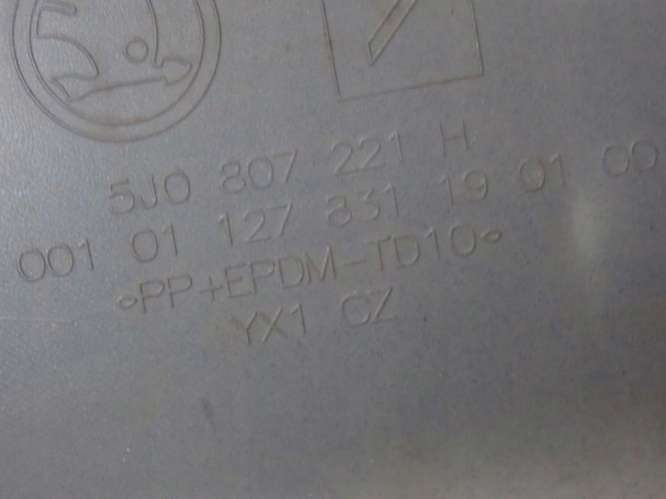 5J0 807 221 H
001 01 127 831 19 01 00
PP+EPDM-TD10
YX1 CZ